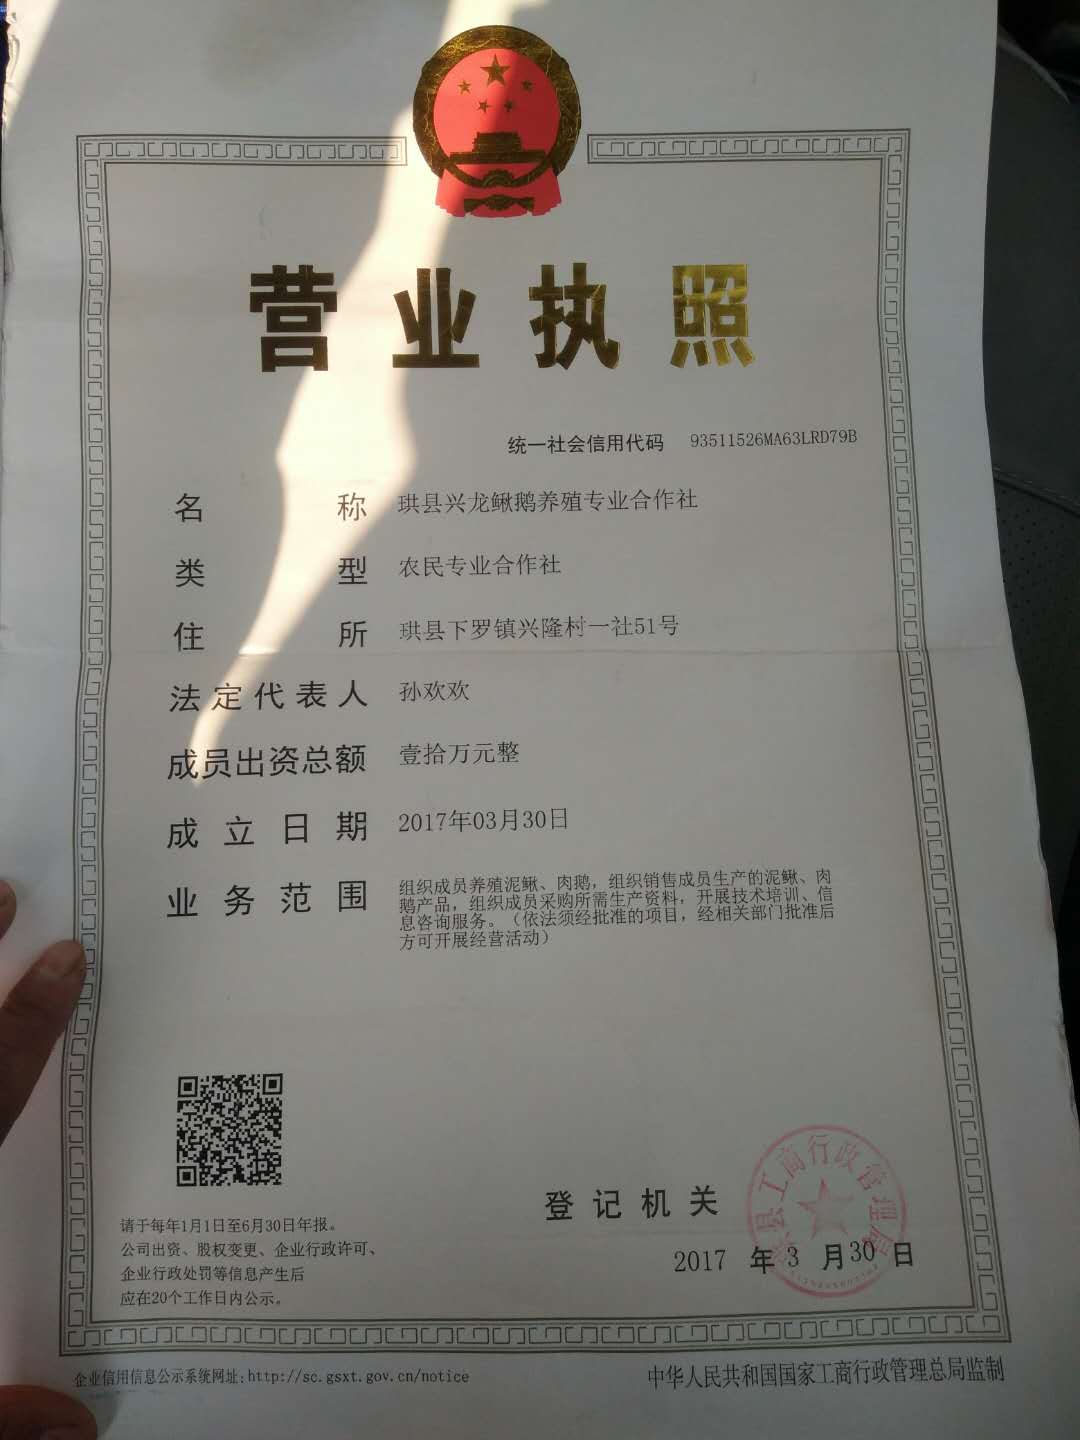 营业执照
统一社会信用代码 93511526MA63LRD79B
名称 珙县兴龙鳅鹅养殖专业合作社
类型 农民专业合作社
住所 珙县下罗镇兴隆村一社51号
法定代表人 孙欢欢
成员出资总额 壹拾万元整
成立日期 2017年03月30日
业务范围 组织成员养殖泥鳅、肉鹅，组织销售成员生产的泥鳅、肉
鹅产品，组织成员采购所需生产资料，开展技术培训、信
息咨询服务。（依法须经批准的项目，经相关部门批准后
方可开展经营活动）
请于每年1月1日至6月30日年报。
公司出资、股权变更、企业行政许可、
企业行政处罚等信息产生后
应在20个工作日内公示。
登记机关
珙县工商行政管理局
2017 年 3 月 30 日
企业信用信息公示系统网址:http://sc.gsxt.gov.cn/notice
中华人民共和国国家工商行政管理总局监制